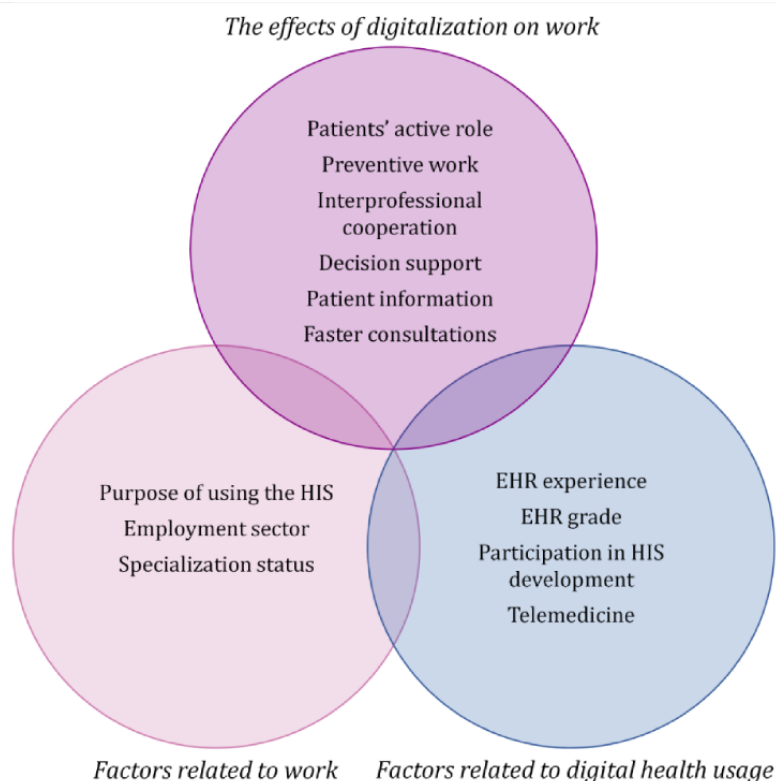 The effects of digitalization on work
Patients’ active role
Preventive work
Interprofessional
cooperation
Decision support
Patient information
Faster consultations
Purpose of using the HIS
Employment sector
Specialization status
EHR experience
EHR grade
Participation in HIS
development
Telemedicine
Factors related to work
Factors related to digital health usage